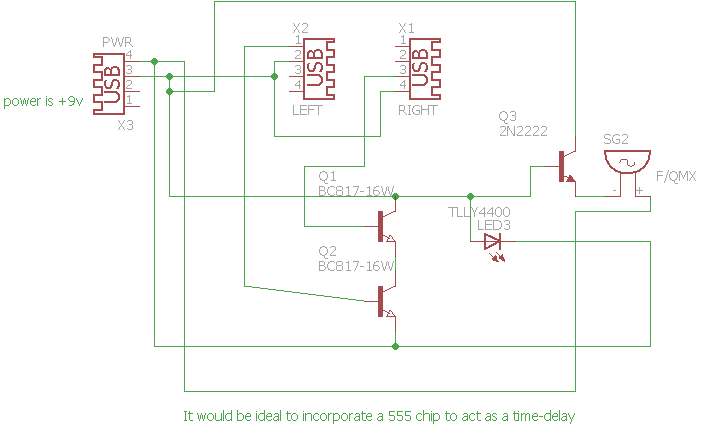 X2
X1
PWR
4
3
2
1
USB
X3
1
2
3
4
USB
LEFT
1
2
3
4
USB
RIGHT
power is +9v
Q3
2N2222
SG2
F/QMX
- +
Q1
BC817-16W
TLLY4400
LED3
Q2
BC817-16W
It would be ideal to incorporate a 555 chip to act as a time-delay